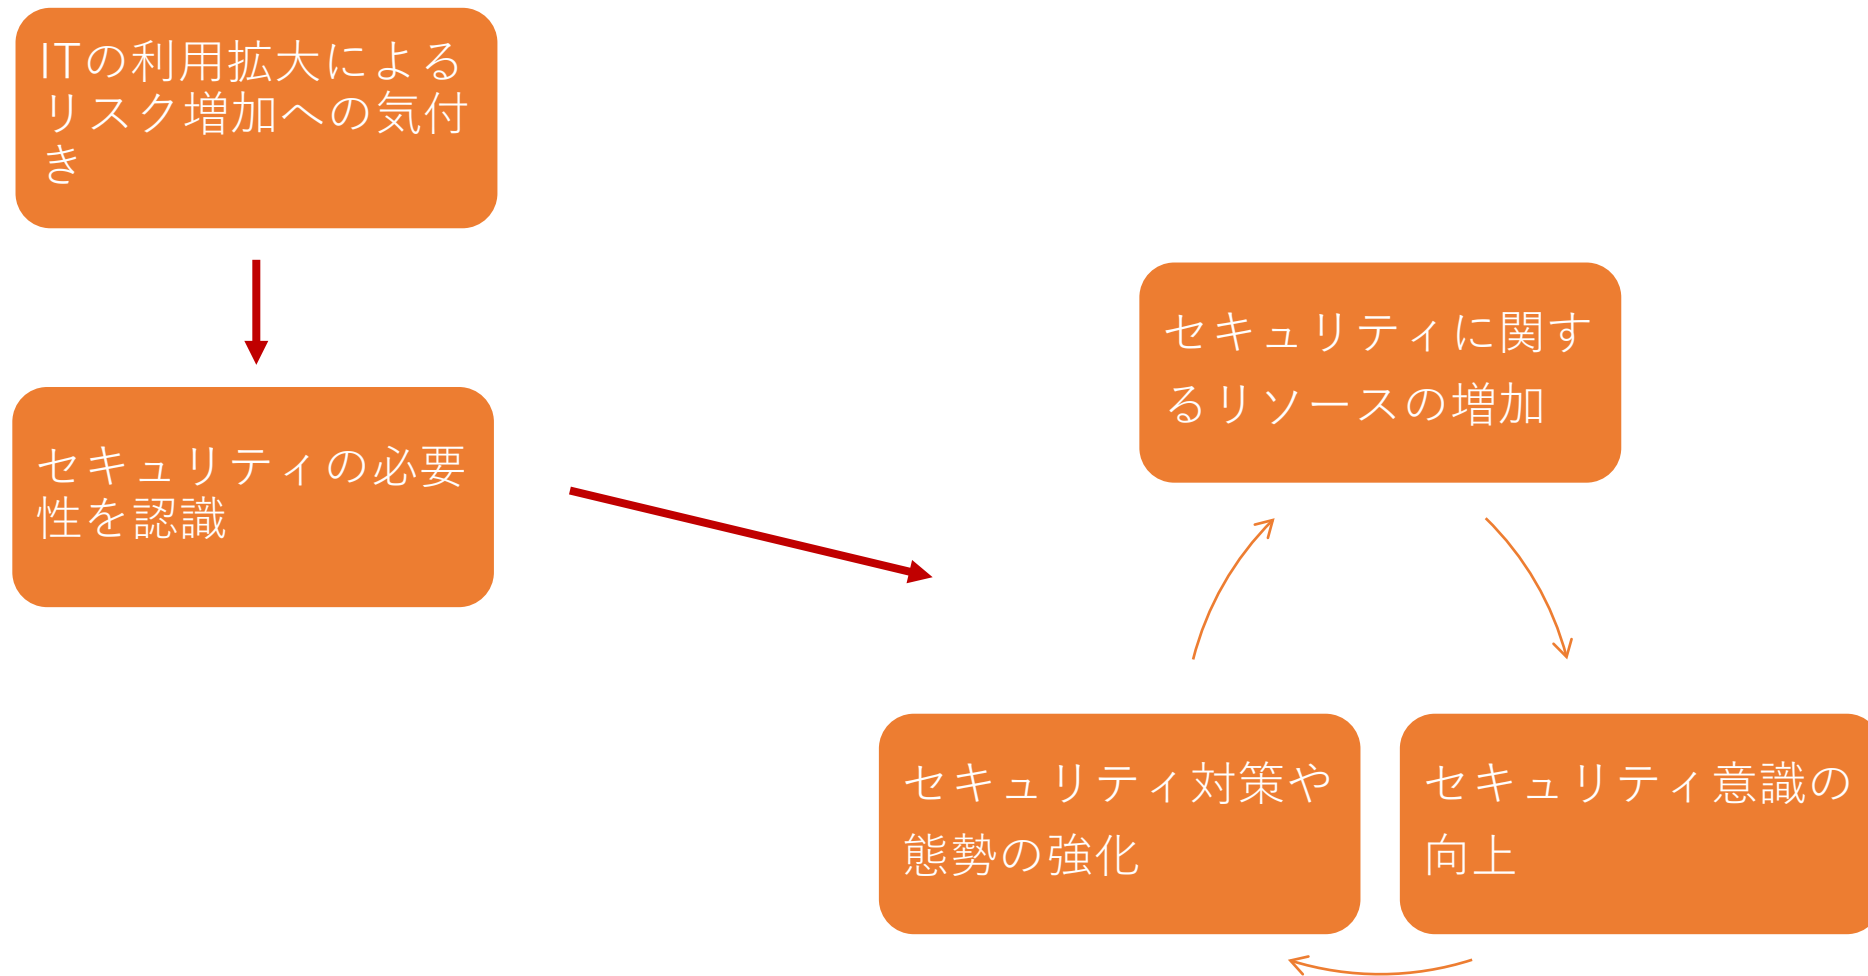 ITの利用拡大による
リスク増加への気付
き
セキュリティの必要
性を認識
セキュリティに関す
るリソースの増加
セキュリティ対策や
態勢の強化
セキュリティ意識の
向上